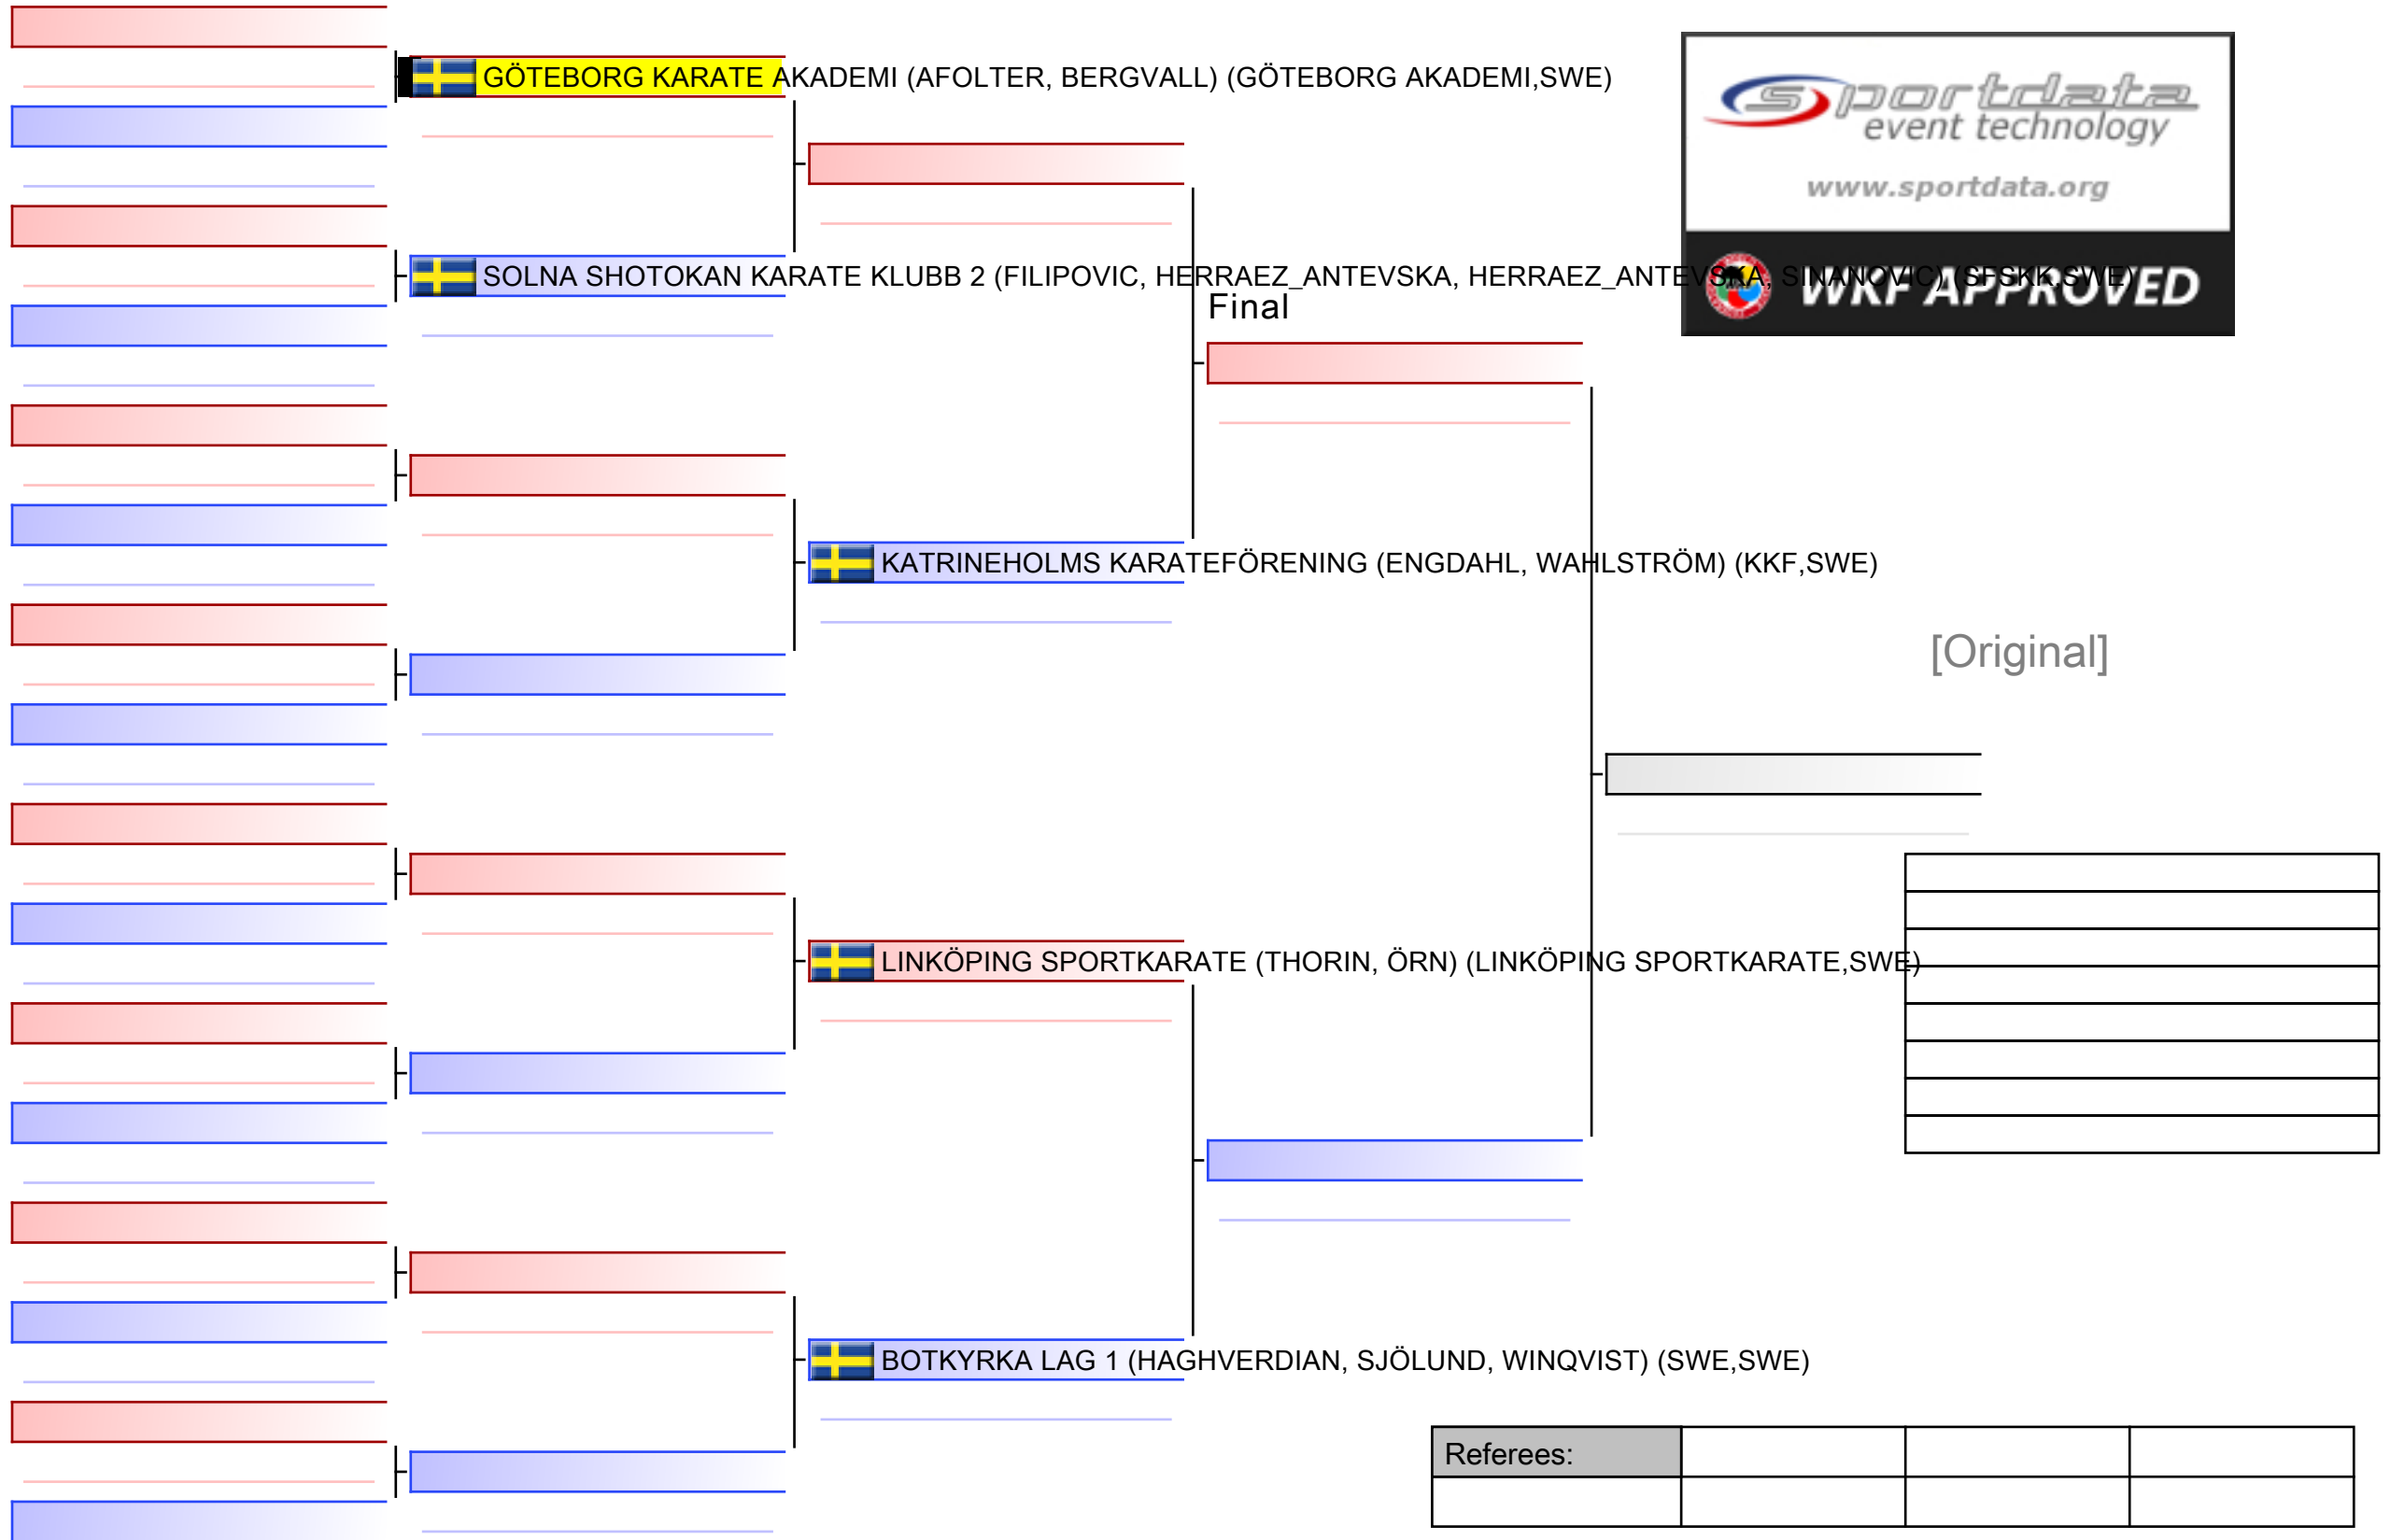 GÖTEBORG KARATE AKADEMI (AFOLTER, BERGVALL) (GÖTEBORG AKADEMI,SWE)
sportdata
event technology
www.sportdata.org
SOLNA SHOTOKAN KARATE KLUBB 2 (FILIPOVIC, HERRAEZ_ANTEVSKA, HERRAEZ_ANTEVSKA, SINANOVIC) (SFSKK,SWE)
WKF APPROVED
Final
KATRINEHOLMS KARATEFÖRENING (ENGDAHL, WAHLSTRÖM) (KKF,SWE)
[Original]
LINKÖPING SPORTKARATE (THORIN, ÖRN) (LINKÖPING SPORTKARATE,SWE)
BOTKYRKA LAG 1 (HAGHVERDIAN, SJÖLUND, WINQVIST) (SWE,SWE)
Referees: